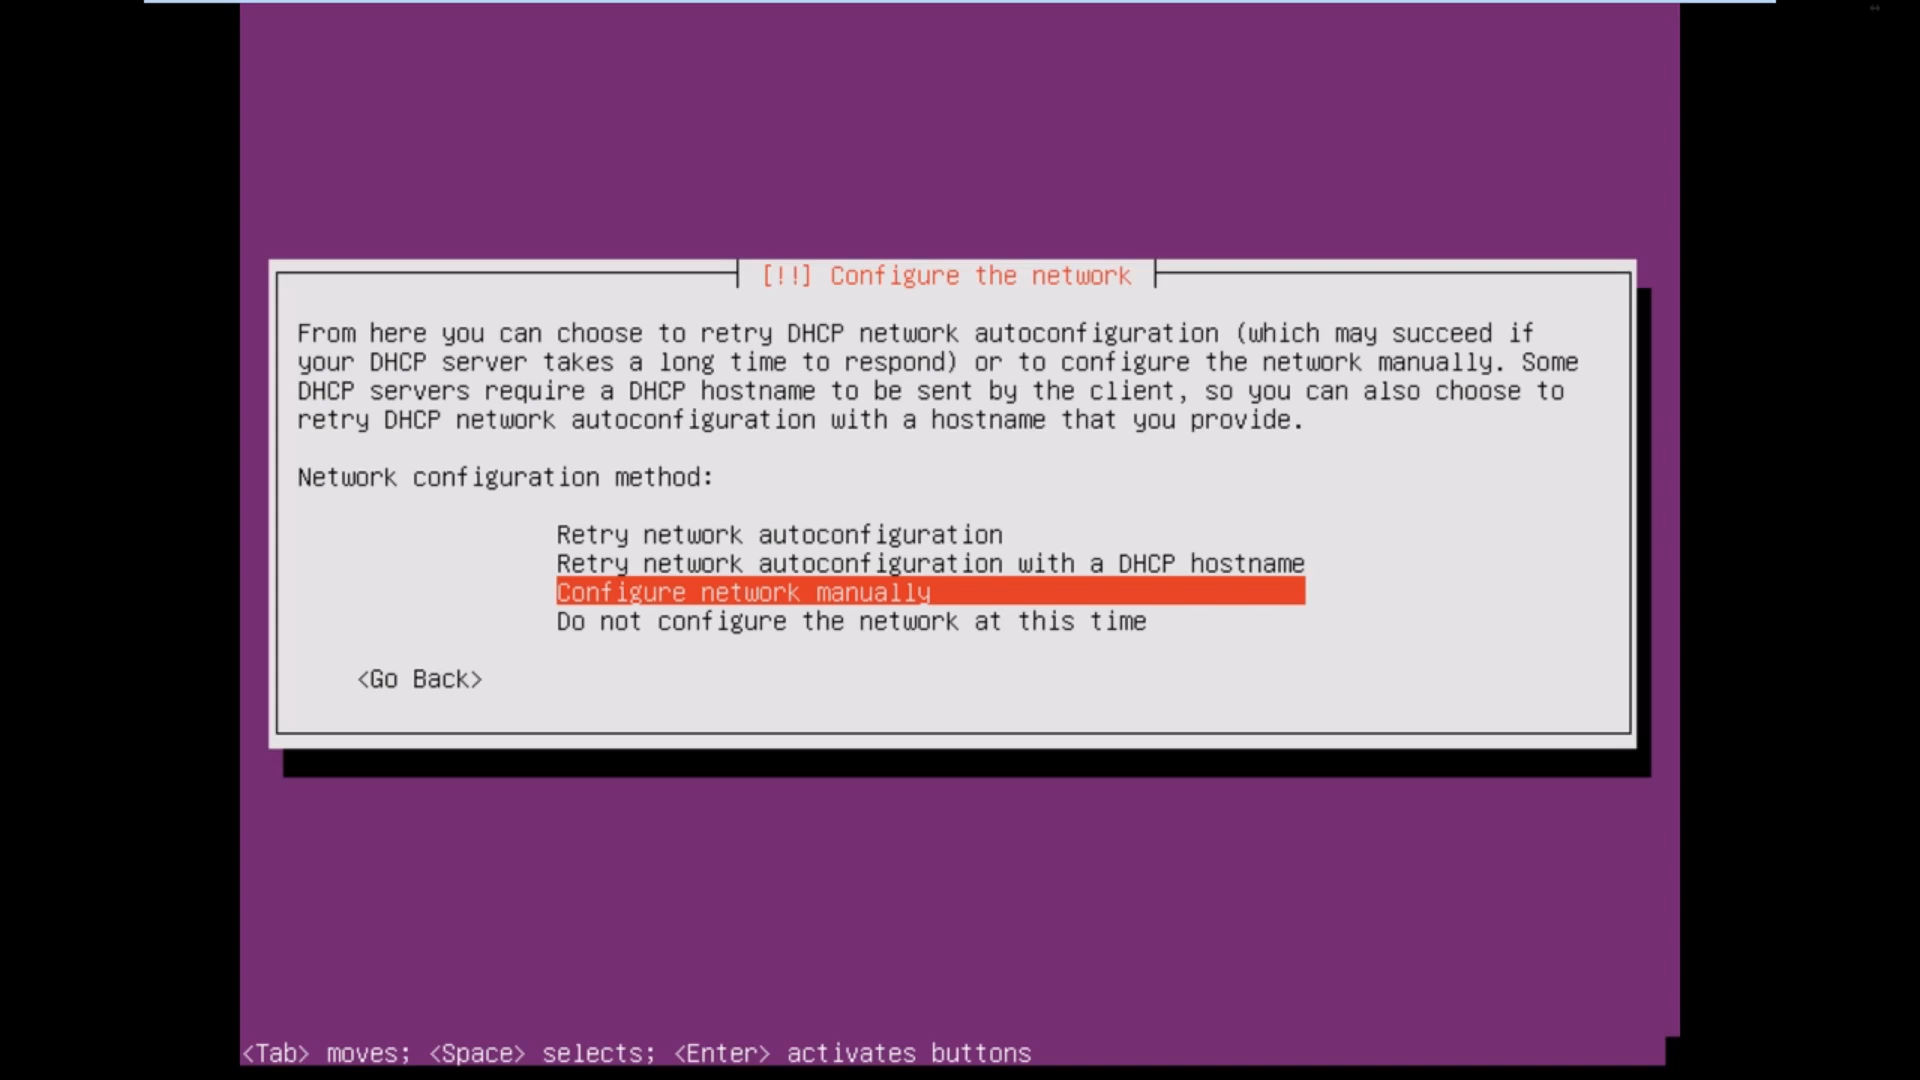 [!!] Configure the network
From here you can choose to retry DHCP network autoconfiguration (which may succeed if
your DHCP server takes a long time to respond) or to configure the network manually. Some
DHCP servers require a DHCP hostname to be sent by the client, so you can also choose to
retry DHCP network autoconfiguration with a hostname that you provide.
Network configuration method:
Retry network autoconfiguration
Retry network autoconfiguration with a DHCP hostname
Configure network manually
Do not configure the network at this time
<Go Back>
<Tab> moves; <Space> selects; <Enter> activates buttons